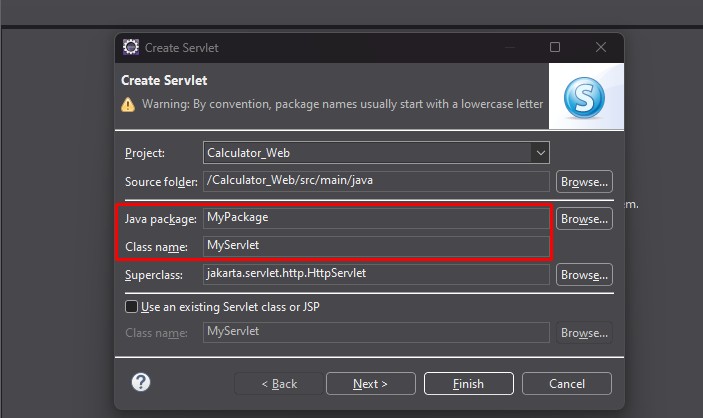 Create Servlet
Create Servlet
Warning: By convention, package names usually start with a lowercase letter
S
Project: Calculator_Web
Source folder: /Calculator_Web/src/main/java Browse...
em.
Java package: MyPackage Browse...
Class name: MyServlet
Superclass: jakarta.servlet.http.HttpServlet Browse...
Use an existing Servlet class or JSP
Class name: MyServlet Browse...
? < Back Next > Finish Cancel